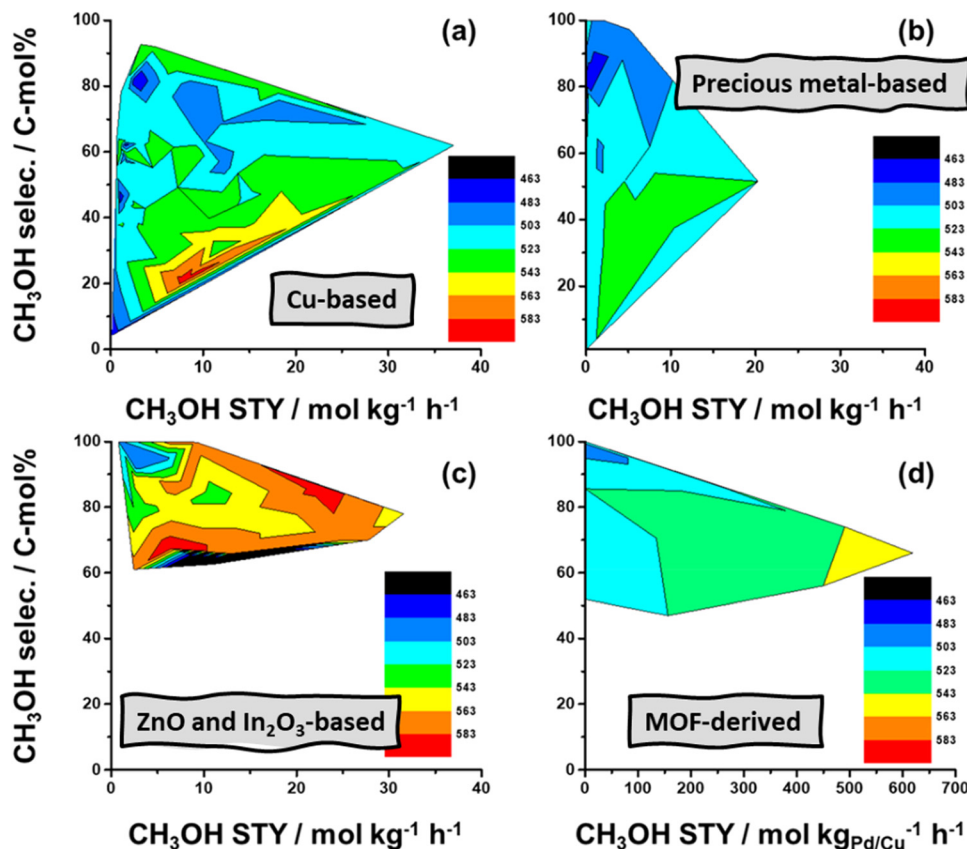 (a)
CH₃OH selec. / C-mol%
100
80
60
40
20
0
463
483
503
523
543
563
583
Cu-based
0 10 20 30 40
CH₃OH STY / mol kg⁻¹ h⁻¹
(b)
Precious metal-based
100
80
60
40
20
463
483
503
523
543
563
583
0 10 20 30 40
CH₃OH STY / mol kg⁻¹ h⁻¹
(c)
CH₃OH selec. / C-mol%
100
80
60
40
20
0
463
483
503
523
543
563
583
ZnO and In₂O₃-based
0 10 20 30 40
CH₃OH STY / mol kg⁻¹ h⁻¹
(d)
100
80
60
40
20
0
463
483
503
523
543
563
583
MOF-derived
0 100 200 300 400 500 600 700
CH₃OH STY / mol kg_Pd/Cu⁻¹ h⁻¹